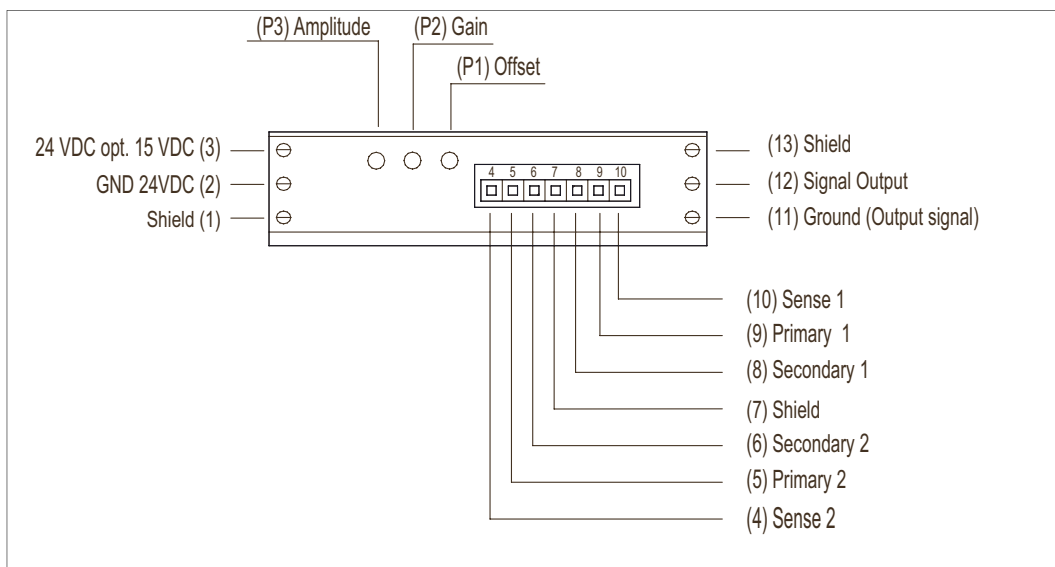 (P3) Amplitude
(P2) Gain
(P1) Offset
24 VDC opt. 15 VDC (3)
GND 24VDC (2)
Shield (1)
4 5 6 7 8 9 10
(13) Shield
(12) Signal Output
(11) Ground (Output signal)
(10) Sense 1
(9) Primary 1
(8) Secondary 1
(7) Shield
(6) Secondary 2
(5) Primary 2
(4) Sense 2